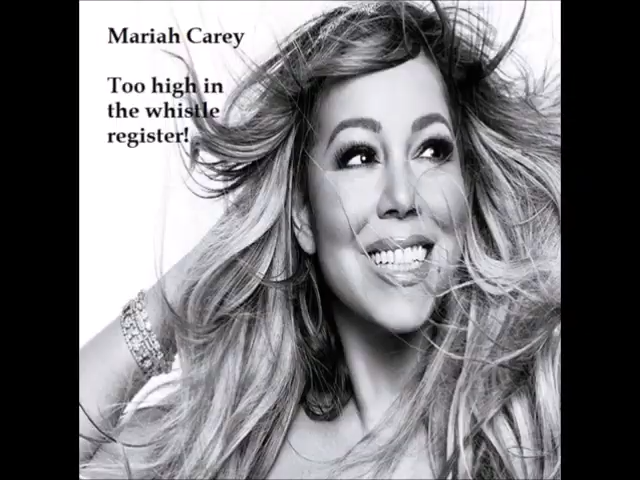 Mariah Carey
Too high in
the whistle
register!